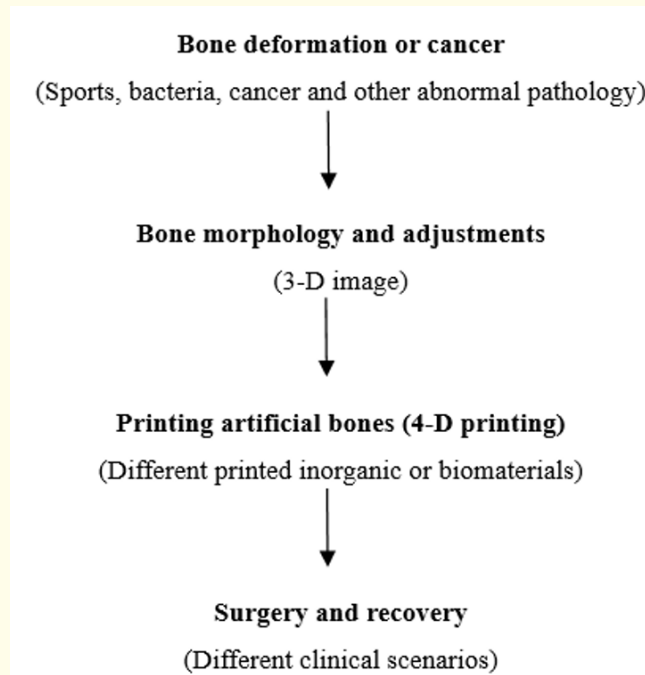 Bone deformation or cancer
(Sports, bacteria, cancer and other abnormal pathology)
Bone morphology and adjustments
(3-D image)
Printing artificial bones (4-D printing)
(Different printed inorganic or biomaterials)
Surgery and recovery
(Different clinical scenarios)